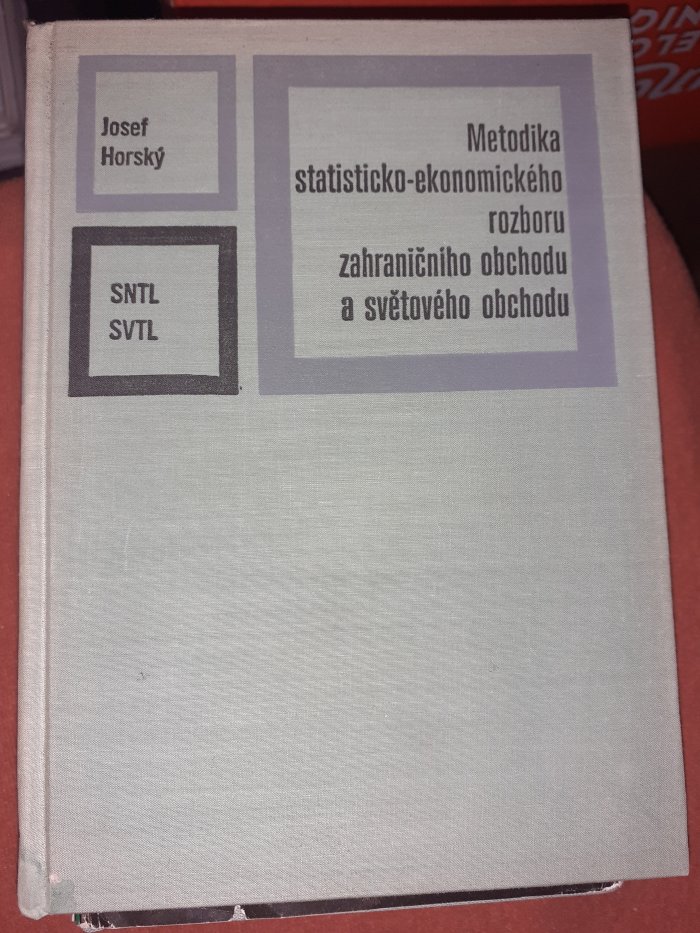 Josef
Horský
Metodika
statisticko-ekonomického
rozboru
zahraničního obchodu
a světového obchodu
SNTL
SVTL